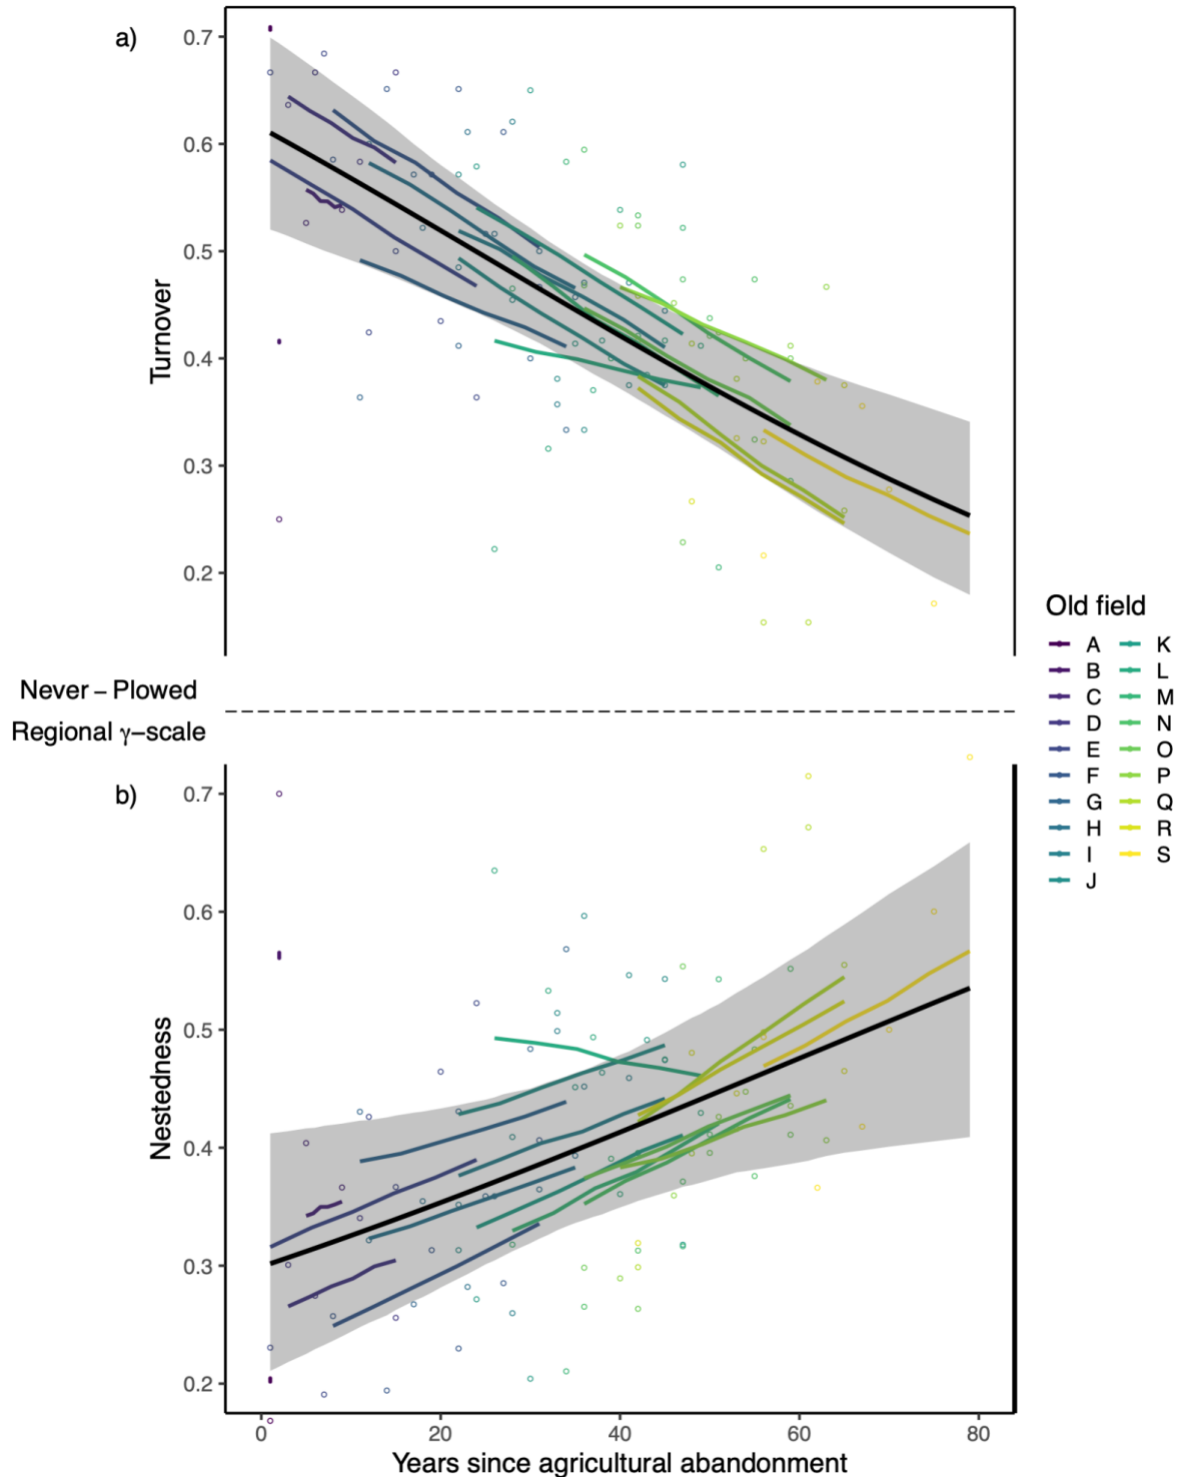 a)
0.7
0.6
0.5
0.4
0.3
0.2
Turnover
Never – Plowed
Regional γ–scale
b)
0.7
0.6
0.5
0.4
0.3
0.2
Nestedness
0 20 40 60 80
Years since agricultural abandonment
Old field
A K
B L
C M
D N
E O
F P
G Q
H R
I S
J